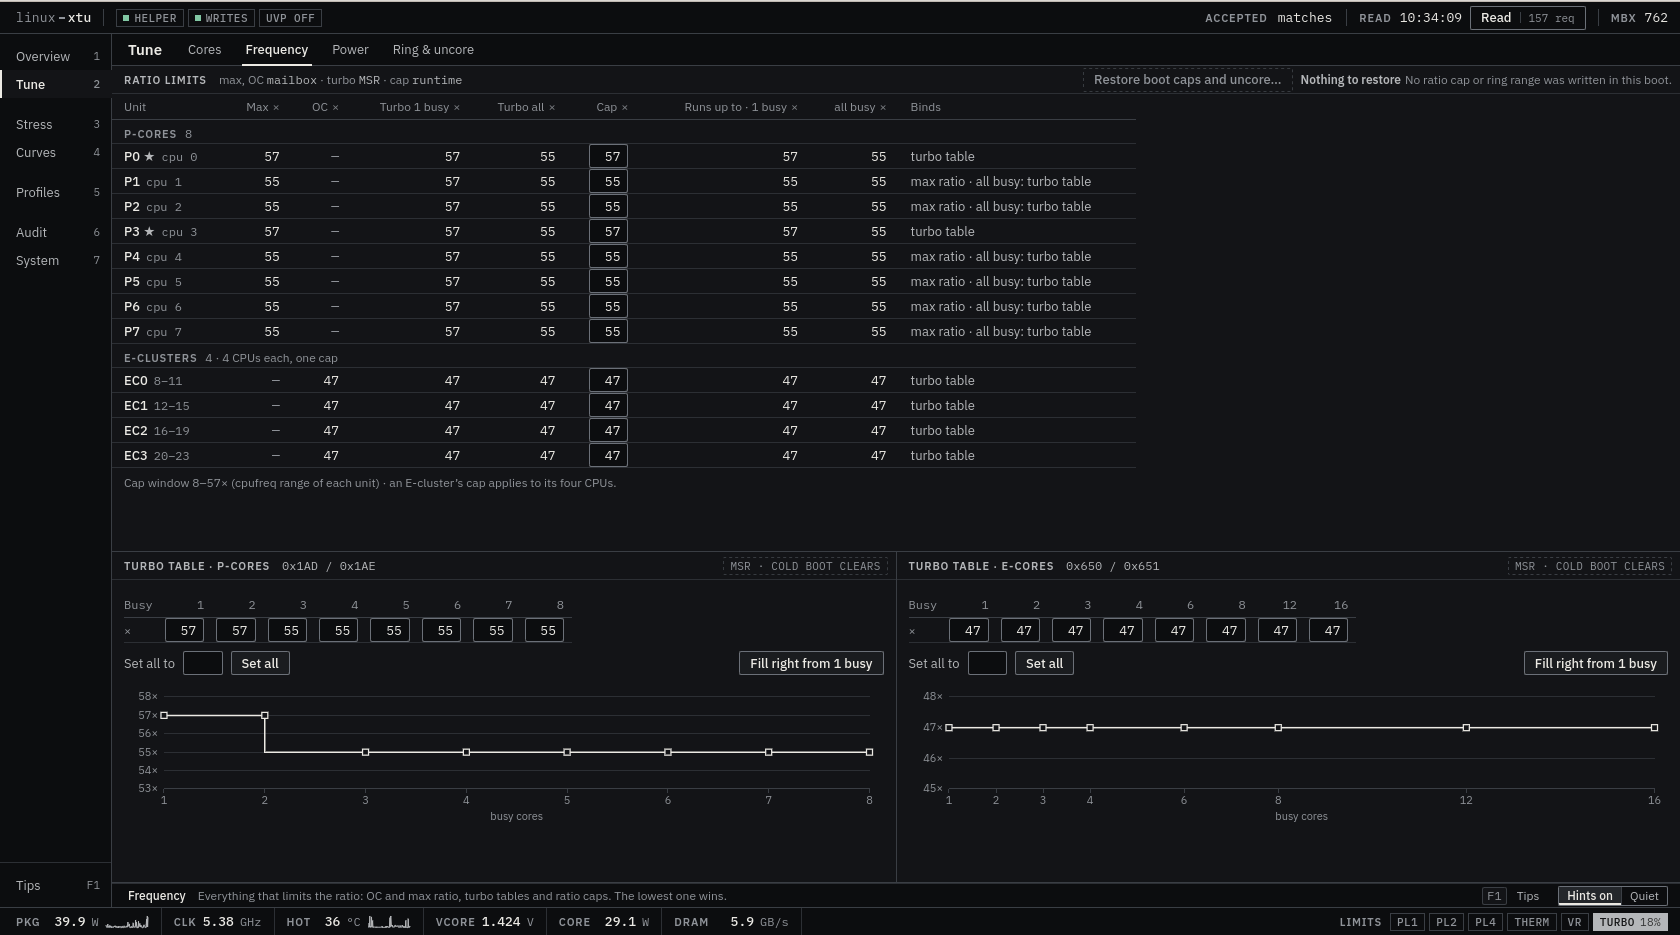 linux-xtu HELPER WRITES UVP OFF ACCEPTED matches READ 10:34:09 Read 157 req MBX 762
Overview 1
Tune 2
Stress 3
Curves 4
Profiles 5
Audit 6
System 7
Tips F1
Tune Cores Frequency Power Ring & uncore
RATIO LIMITS max, OC mailbox · turbo MSR · cap runtime Restore boot caps and uncore… Nothing to restore No ratio cap or ring range was written in this boot.
Unit Max × OC × Turbo 1 busy × Turbo all × Cap × Runs up to · 1 busy × all busy × Binds
P-CORES 8
P0 ★ cpu 0 57 – 57 55 57 57 55 turbo table
P1 cpu 1 55 – 57 55 55 55 55 max ratio · all busy: turbo table
P2 cpu 2 55 – 57 55 55 55 55 max ratio · all busy: turbo table
P3 ★ cpu 3 57 – 57 55 57 57 55 turbo table
P4 cpu 4 55 – 57 55 55 55 55 max ratio · all busy: turbo table
P5 cpu 5 55 – 57 55 55 55 55 max ratio · all busy: turbo table
P6 cpu 6 55 – 57 55 55 55 55 max ratio · all busy: turbo table
P7 cpu 7 55 – 57 55 55 55 55 max ratio · all busy: turbo table
E-CLUSTERS 4 · 4 CPUs each, one cap
EC0 8–11 – 47 47 47 47 47 47 turbo table
EC1 12–15 – 47 47 47 47 47 47 turbo table
EC2 16–19 – 47 47 47 47 47 47 turbo table
EC3 20–23 – 47 47 47 47 47 47 turbo table
Cap window 8–57× (cpufreq range of each unit) · an E-cluster's cap applies to its four CPUs.
TURBO TABLE · P-CORES 0x1AD / 0x1AE MSR · COLD BOOT CLEARS
Busy 1 2 3 4 5 6 7 8
× 57 57 55 55 55 55 55 55
Set all to Set all Fill right from 1 busy
58×
57×
56×
55×
54×
53×
1 2 3 4 5 6 7 8
busy cores
TURBO TABLE · E-CORES 0x650 / 0x651 MSR · COLD BOOT CLEARS
Busy 1 2 3 4 6 8 12 16
× 47 47 47 47 47 47 47 47
Set all to Set all Fill right from 1 busy
48×
47×
46×
45×
1 2 3 4 6 8 12 16
busy cores
Frequency Everything that limits the ratio: OC and max ratio, turbo tables and ratio caps. The lowest one wins. F1 Tips Hints on Quiet
PKG 39.9 W CLK 5.38 GHz HOT 36 °C VCORE 1.424 V CORE 29.1 W DRAM 5.9 GB/s LIMITS PL1 PL2 PL4 THERM VR TURBO 18%